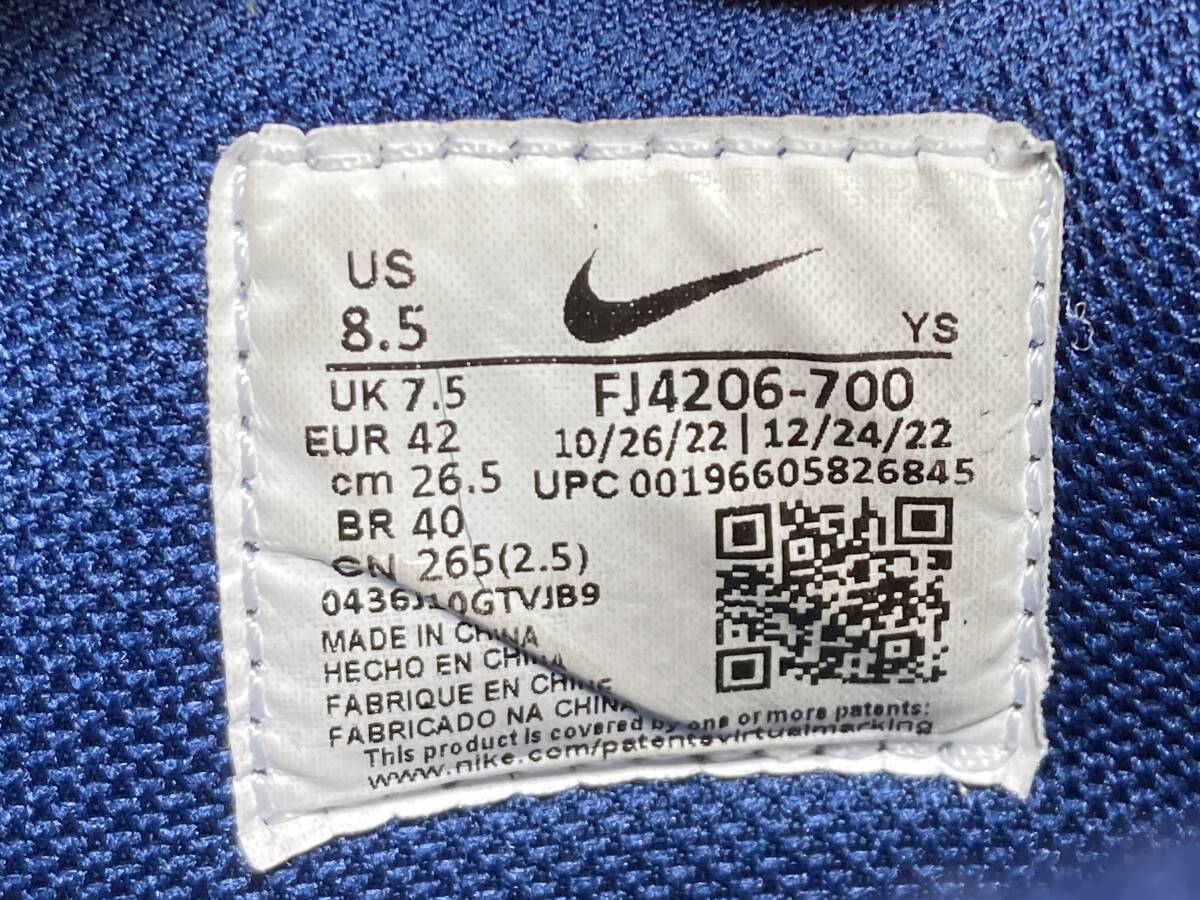 US
8.5
YS
UK 7.5
FJ4206-700
EUR 42
10/26/22 | 12/24/22
cm 26.5
UPC 00196605826845
BR 40
CN 265(2.5)
0436J10GTVJB9
MADE IN CHINA
HECHO EN CHINA
FABRIQUE EN CHINE
FABRICADO NA CHINA
This product is covered by one or more patents:
www.nike.com/patentsvirtualmarking